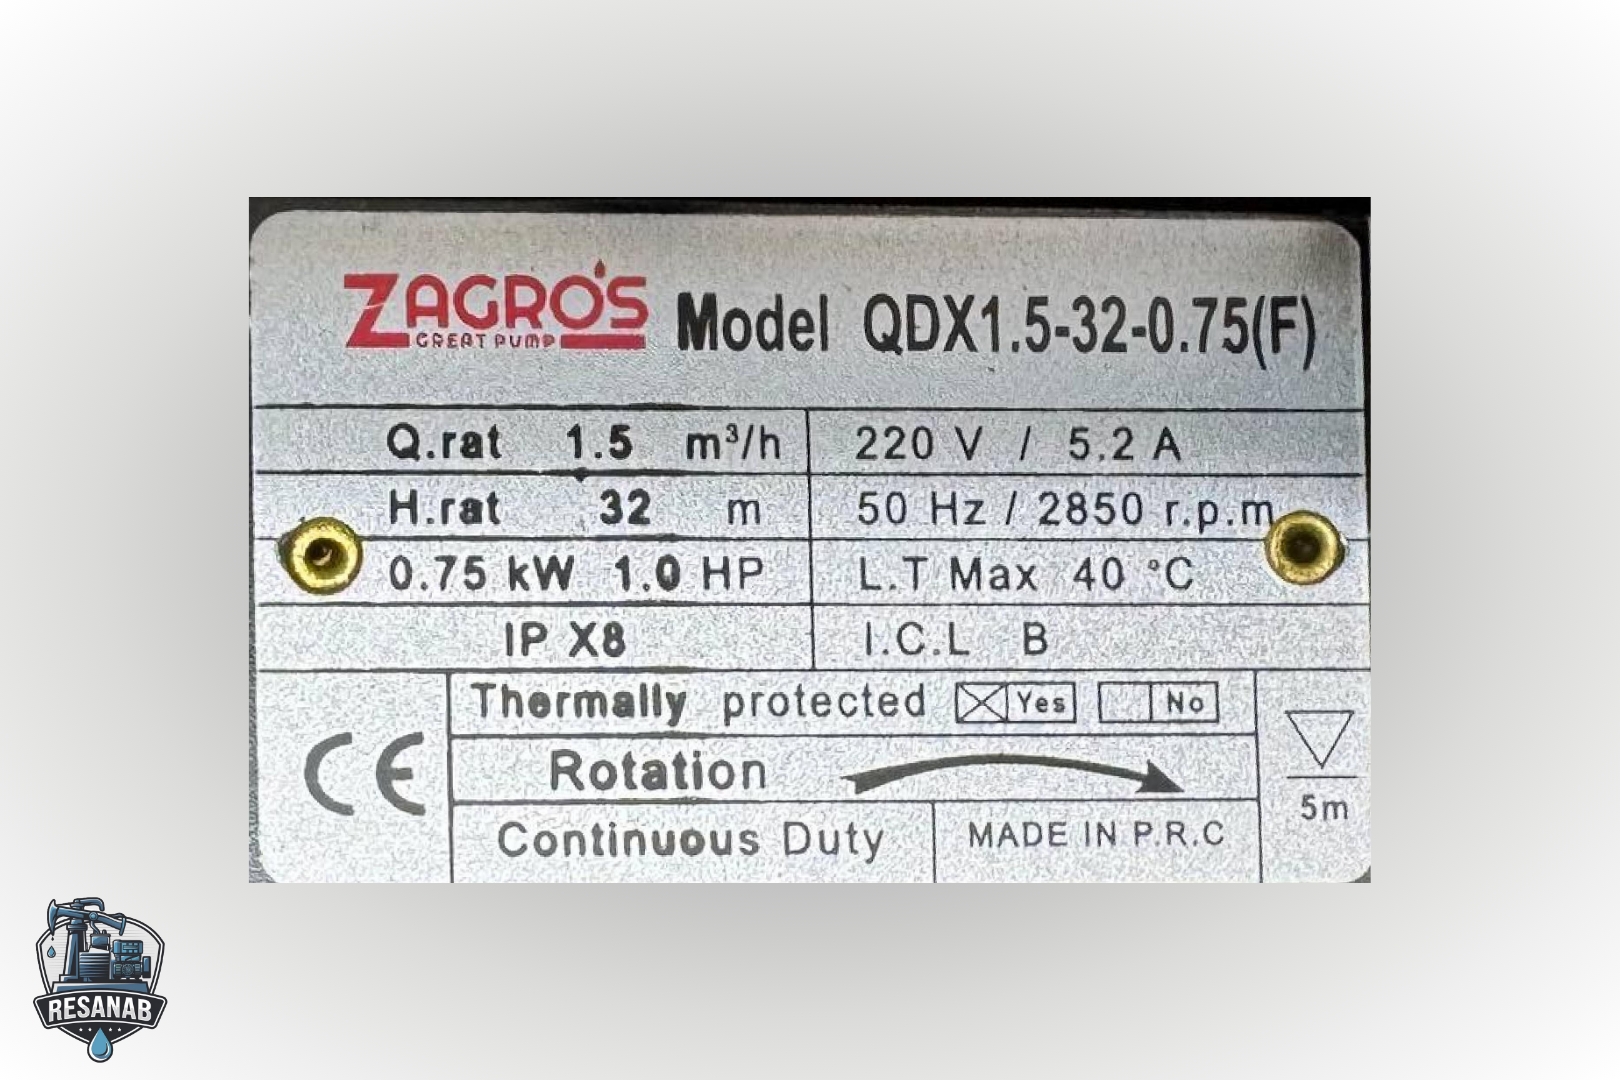 ZAGROS Model QDX1.5-32-0.75(F)
GREAT PUMP
Q.rat 1.5 m³/h 220 V / 5.2 A
H.rat 32 m 50 Hz / 2850 r.p.m
0.75 kW 1.0 HP L.T Max 40 °C
IP X8 I.C.L B
Thermally protected Yes No
CE Rotation
5m
Continuous Duty MADE IN P.R.C
RESANAB